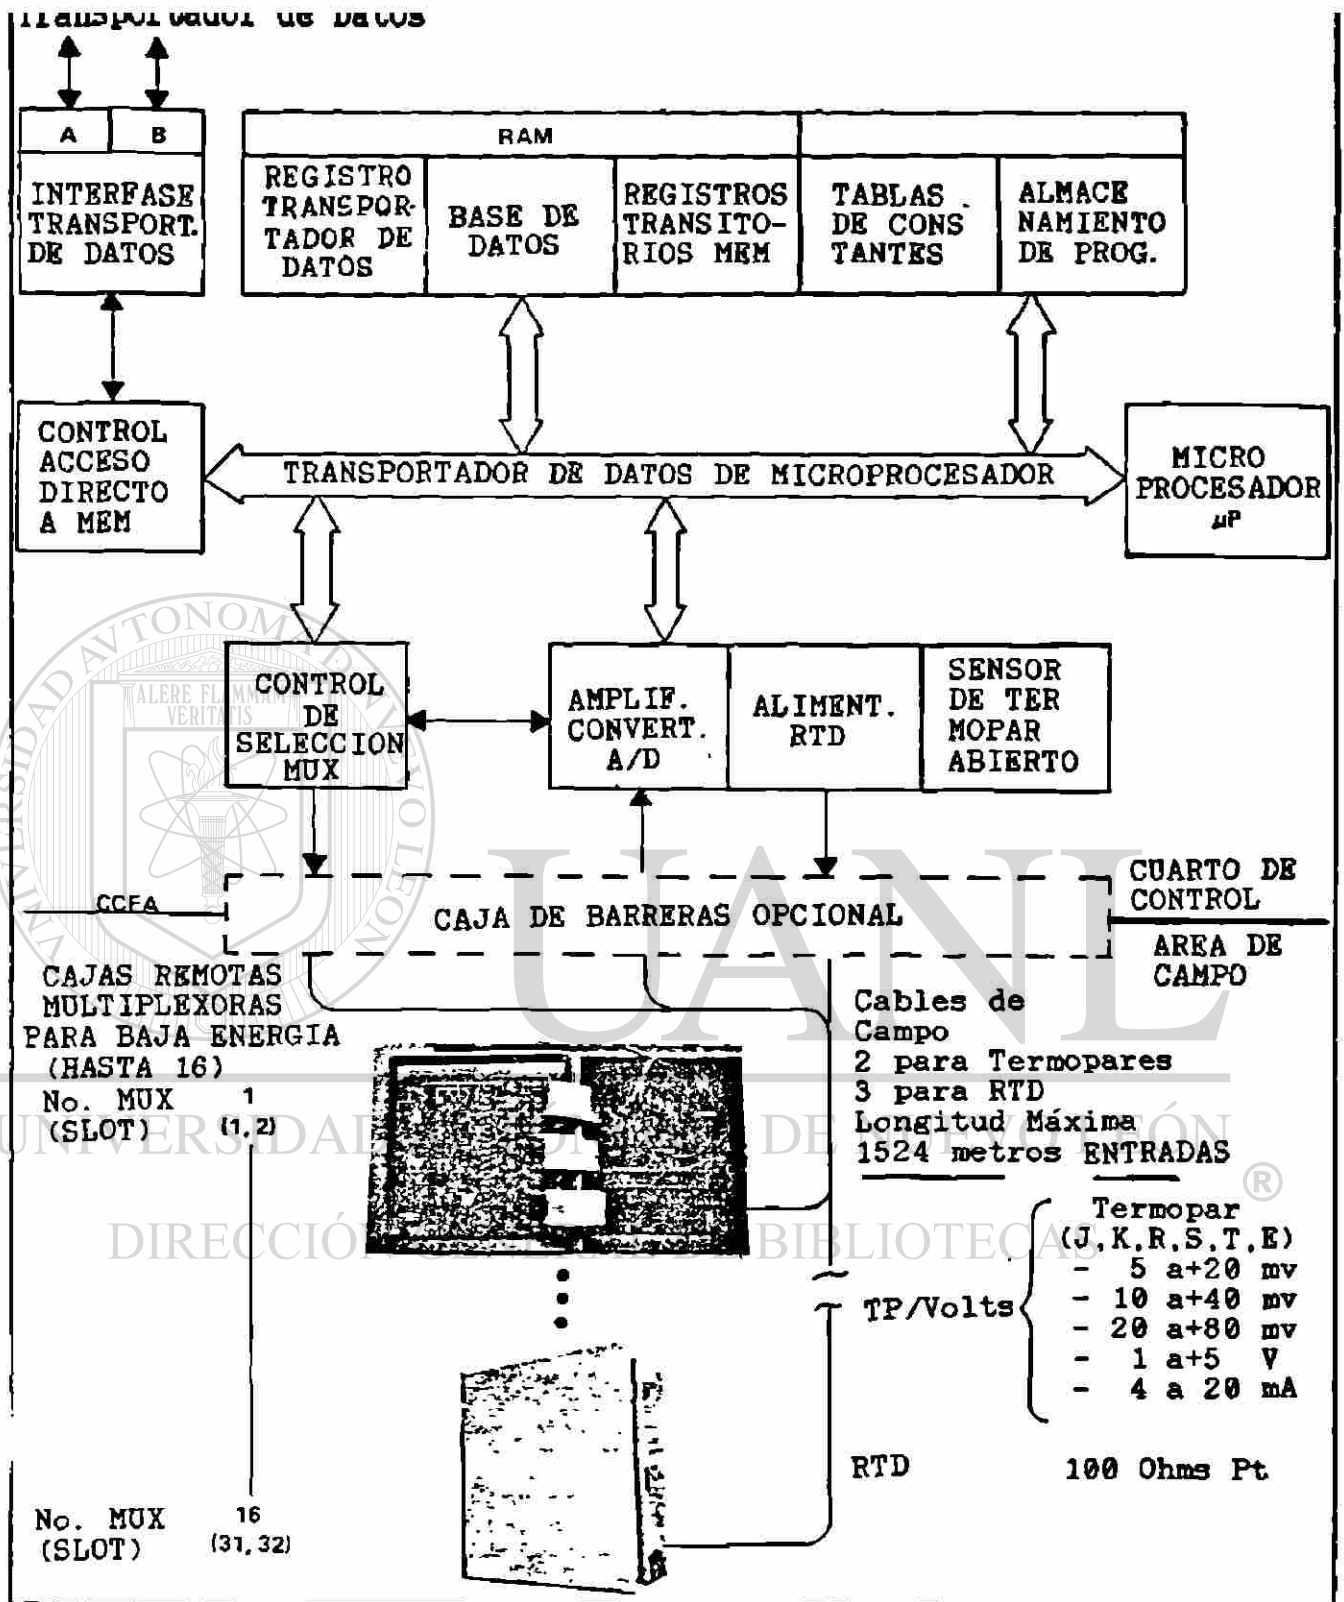 Transportador de Datos
A B
INTERFASE
TRANSPORT.
DE DATOS
RAM
REGISTRO
TRANSPOR-
TADOR DE
DATOS
BASE DE
DATOS
REGISTROS
TRANSITO-
RIOS MEM
TABLAS
DE CONS
TANTES
ALMACE
NAMIENTO
DE PROG.
CONTROL
ACCESO
DIRECTO
A MEM
TRANSPORTADOR DE DATOS DE MICROPROCESADOR
MICRO
PROCESADOR
µP
CONTROL
DE
SELECCION
MUX
AMPLIF.
CONVERT.
A/D
ALIMENT.
RTD
SENSOR
DE TER
MOPAR
ABIERTO
CCFA
CAJA DE BARRERAS OPCIONAL
CUARTO DE
CONTROL
AREA DE
CAMPO
CAJAS REMOTAS
MULTIPLEXORAS
PARA BAJA ENERGIA
(HASTA 16)
No. MUX 1
(SLOT) (1,2)
Cables de
Campo
2 para Termopares
3 para RTD
Longitud Máxima
1524 metros ENTRADAS
TP/Volts
Termopar
(J,K,R,S,T,E)
- 5 a+20 mv
- 10 a+40 mv
- 20 a+80 mv
- 1 a+5 V
- 4 a 20 mA
RTD 100 Ohms Pt
No. MUX 16
(SLOT) (31,32)
UNIVERSIDAD AVTONOMA DE NVEVO LEON
ALERE FLAMMAM
VERITATIS
UANL
UNIVERSIDAD AUTÓNOMA DE NUEVO LEÓN
®
DIRECCIÓN GENERAL DE BIBLIOTECAS